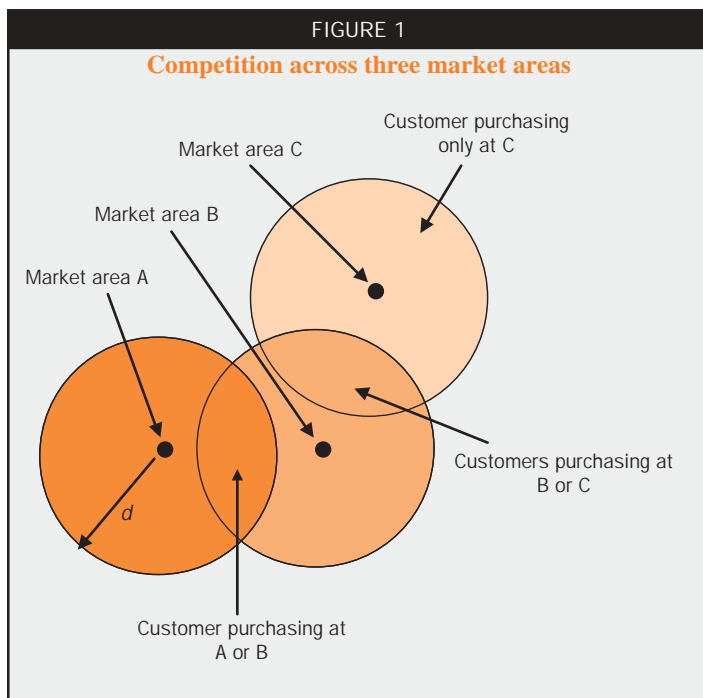 FIGURE 1
Competition across three market areas
Customer purchasing
only at C
Market area C
Market area B
Market area A
Customers purchasing at
B or C
d
Customer purchasing at
A or B